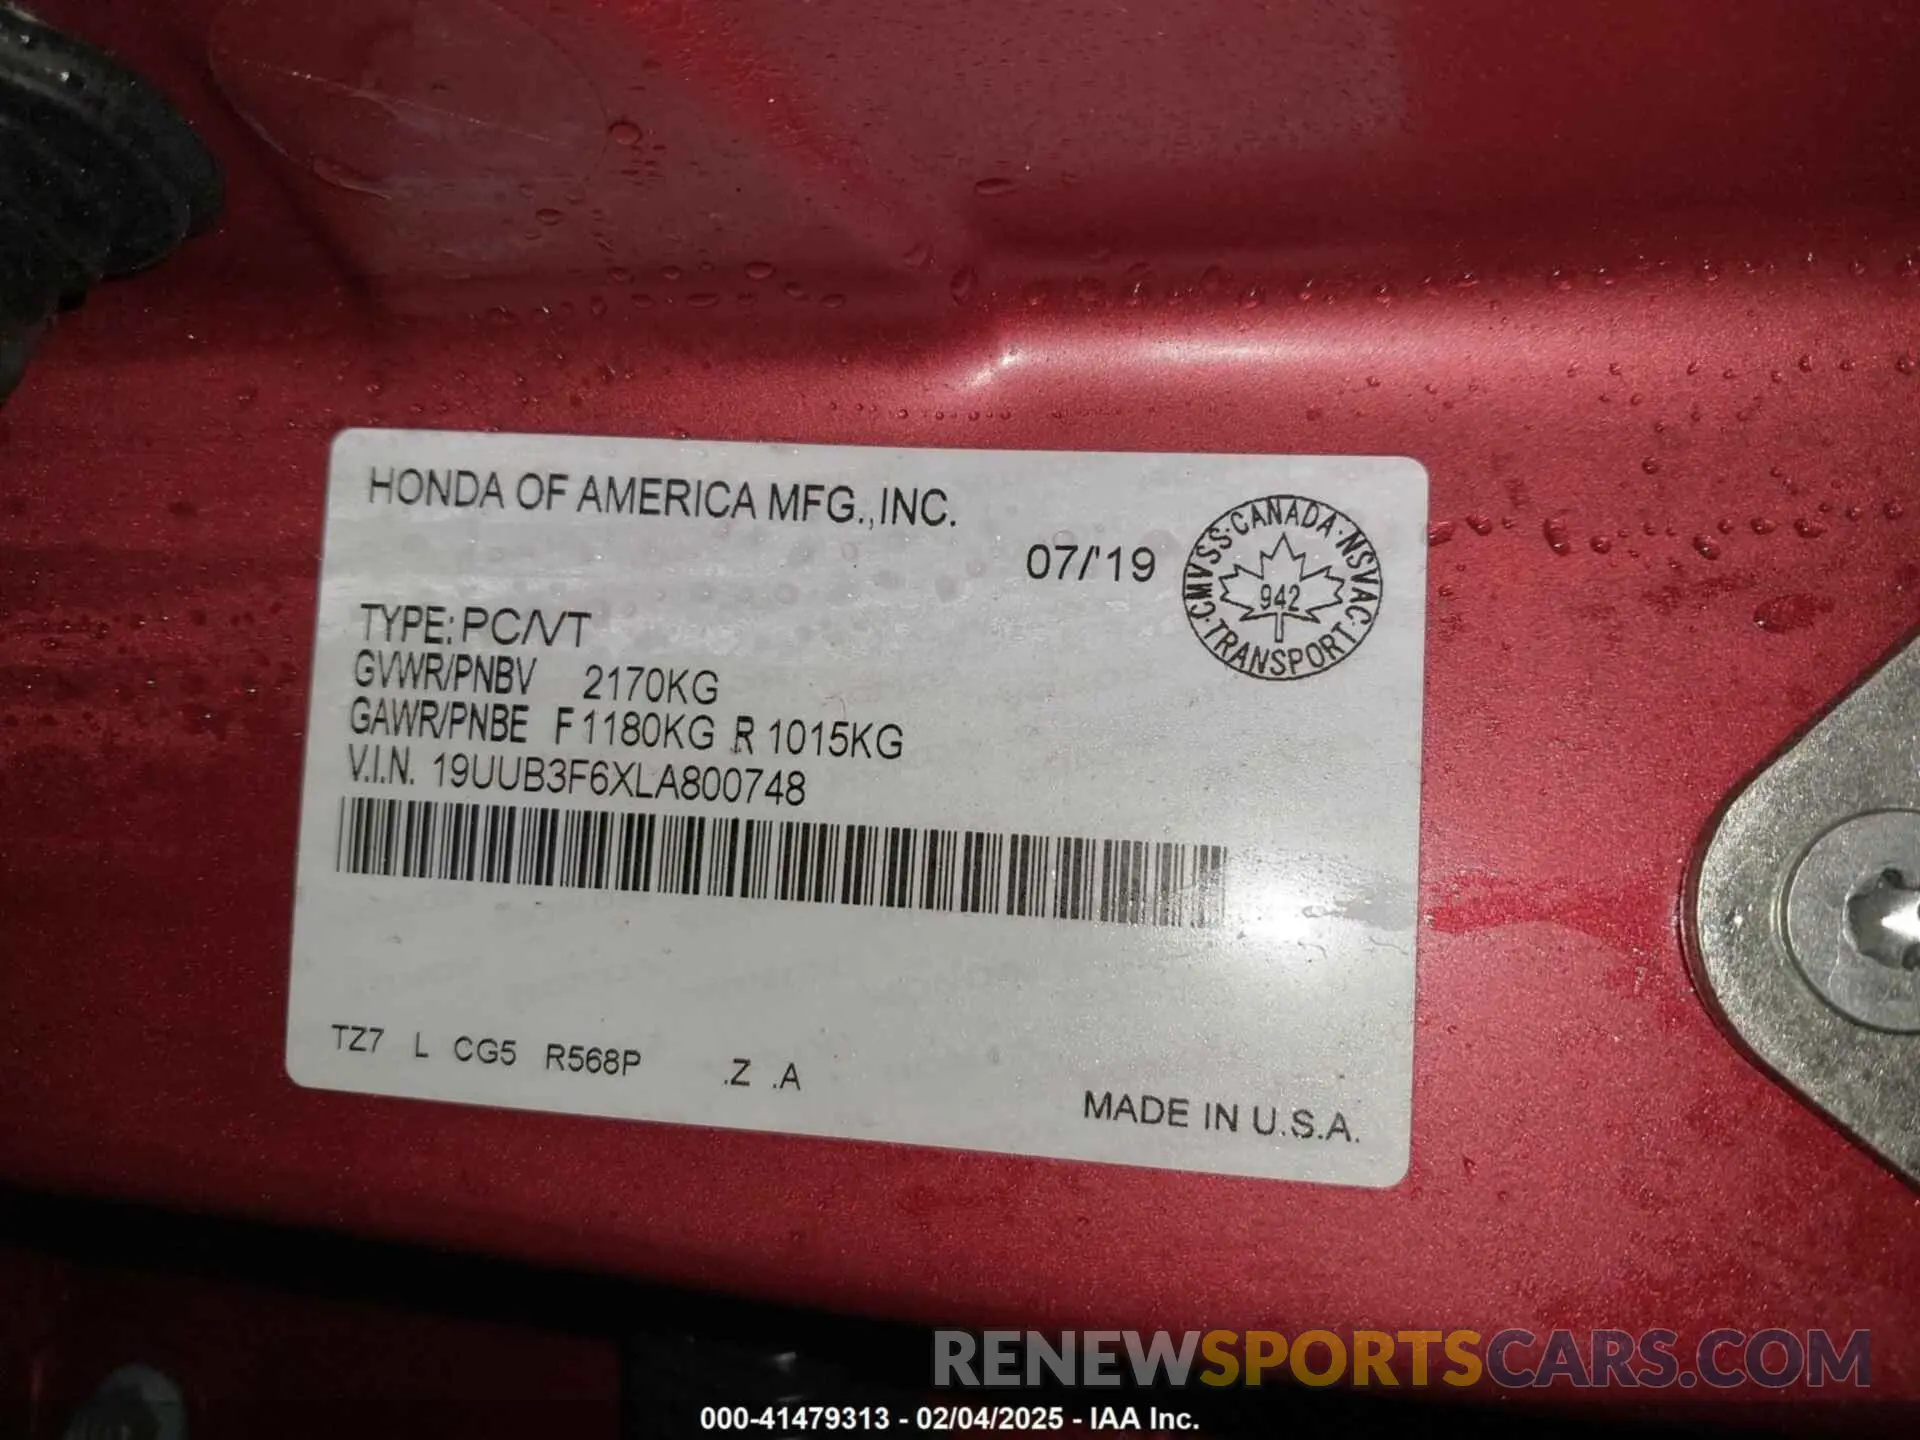 HONDA OF AMERICA MFG.,INC.
07/'19
CMVSS·CANADA·NSVAC·TRANSPORT·
942
TYPE: PC/VT
GVWR/PNBV 2170KG
GAWR/PNBE F 1180KG R 1015KG
V.I.N. 19UUB3F6XLA800748
TZ7 L CG5 R568P .Z .A
MADE IN U.S.A.
RENEWSPORTSCARS.COM
000-41479313 - 02/04/2025 - IAA Inc.